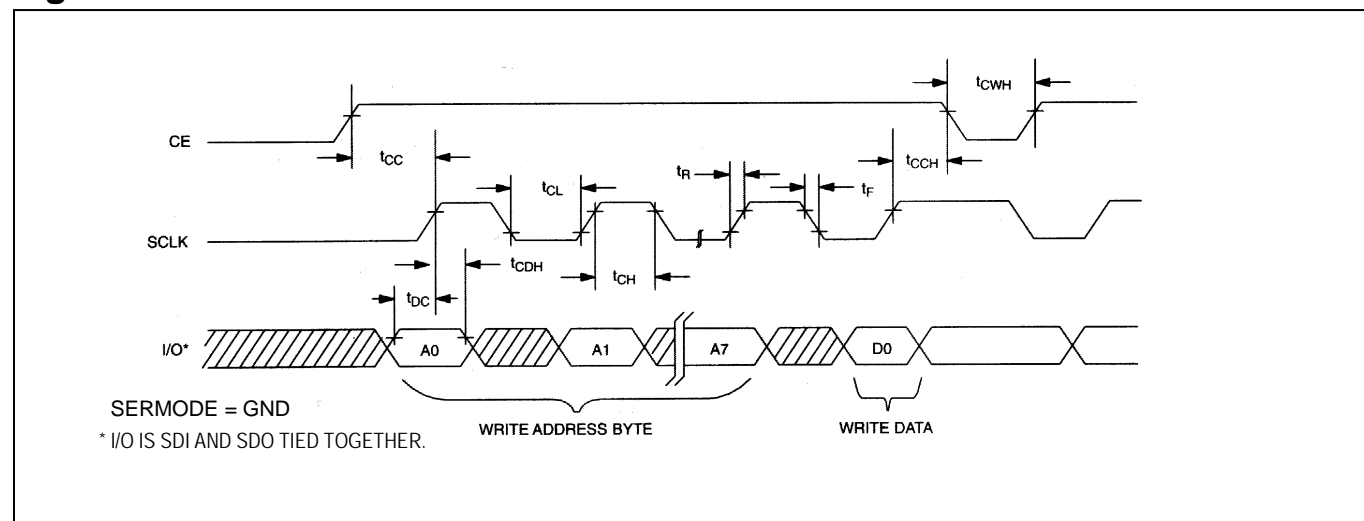 tCWH
CE
tCC
tCCH
tR
tCL
tF
SCLK
tCDH
tCH
tDC
I/O*
A0
A1
A7
D0
SERMODE = GND
WRITE ADDRESS BYTE
WRITE DATA
* I/O IS SDI AND SDO TIED TOGETHER.